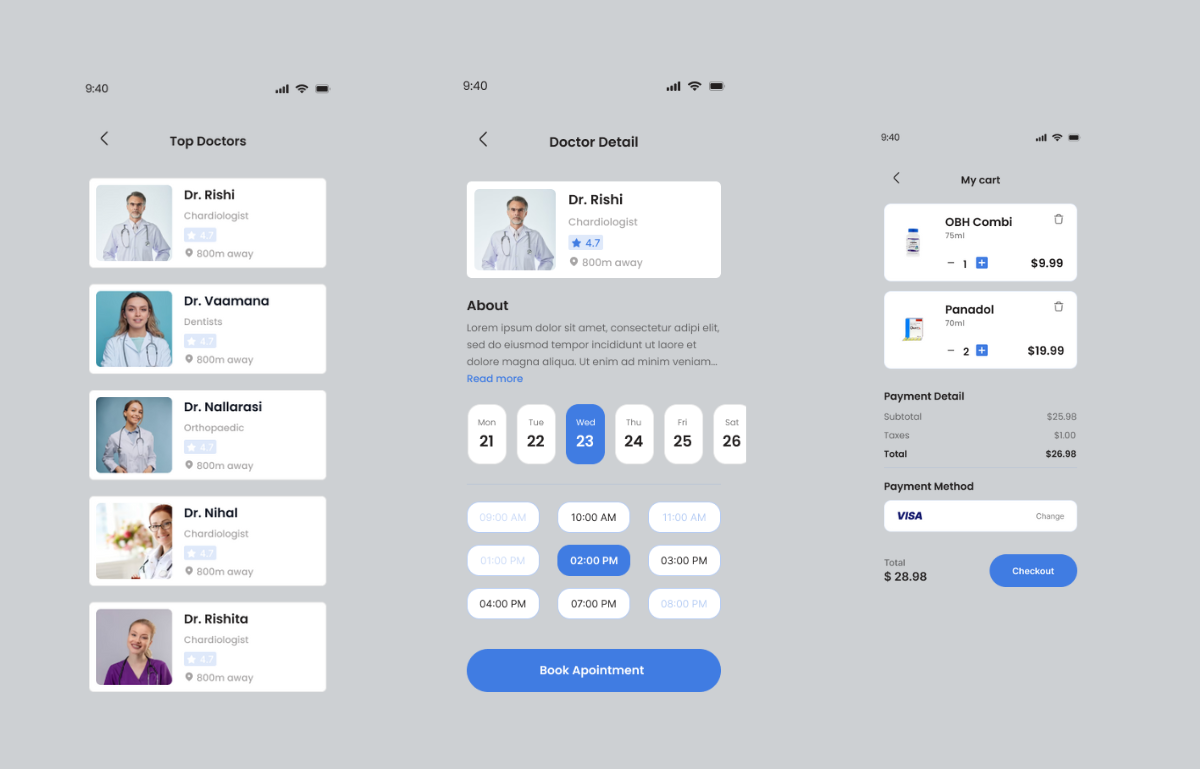 9:40
Top Doctors
Dr. Rishi
Chardiologist
4.7
800m away
Dr. Vaamana
Dentists
4.7
800m away
Dr. Nallarasi
Orthopaedic
4.7
800m away
Dr. Nihal
Chardiologist
4.7
800m away
Dr. Rishita
Chardiologist
4.7
800m away
9:40
Doctor Detail
Dr. Rishi
Chardiologist
4.7
800m away
About
Lorem ipsum dolor sit amet, consectetur adipi elit,
sed do eiusmod tempor incididunt ut laore et
dolore magna aliqua. Ut enim ad minim veniam...
Read more
Mon Tue Wed Thu Fri Sat
21 22 23 24 25 26
09:00 AM 10:00 AM 11:00 AM
01:00 PM 02:00 PM 03:00 PM
04:00 PM 07:00 PM 08:00 PM
Book Apointment
9:40
My cart
OBH Combi
75ml
1 $9.99
Panadol
70ml
2 $19.99
Payment Detail
Subtotal $25.98
Taxes $1.00
Total $26.98
Payment Method
VISA Change
Total
$ 28.98
Checkout